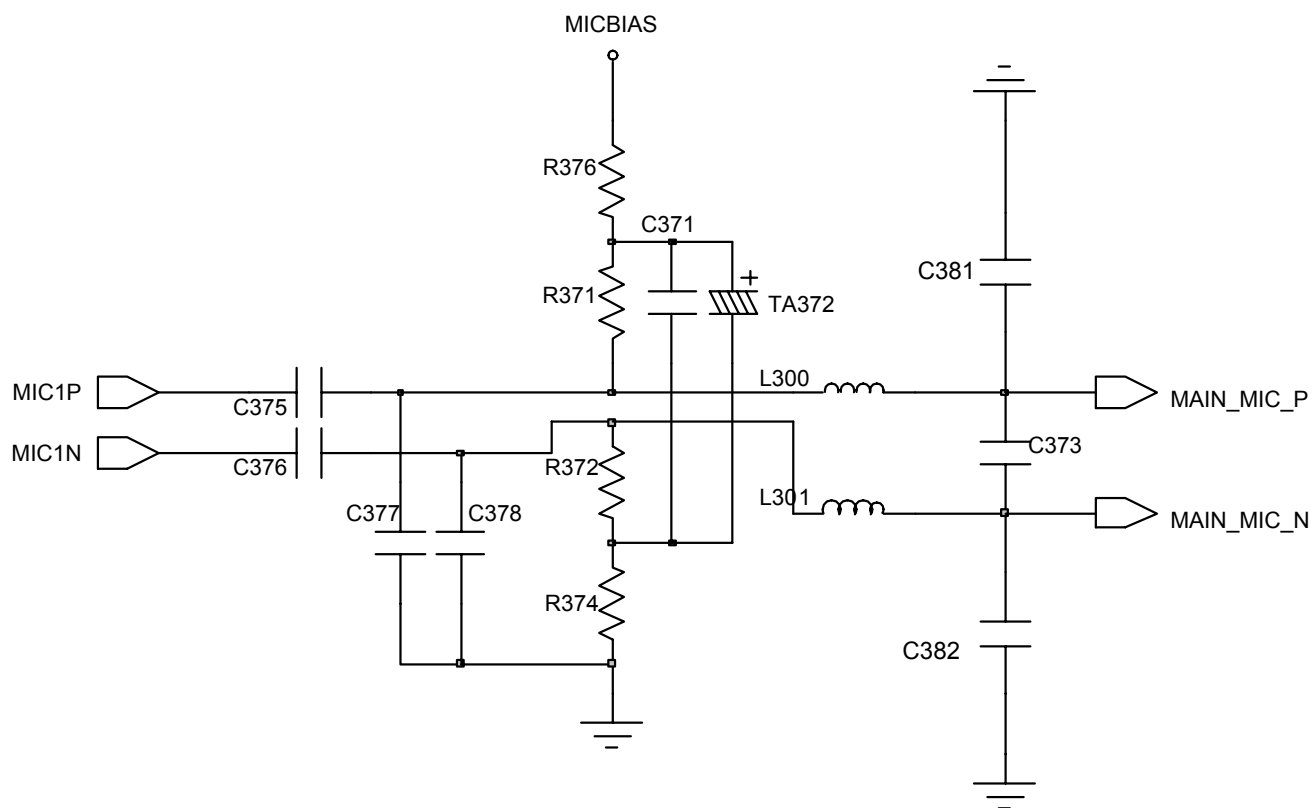 MICBIAS
R376
C371
C381
+
R371
TA372
MIC1P
C375
L300
MAIN_MIC_P
MIC1N
C376
R372
C373
C377
C378
L301
MAIN_MIC_N
R374
C382